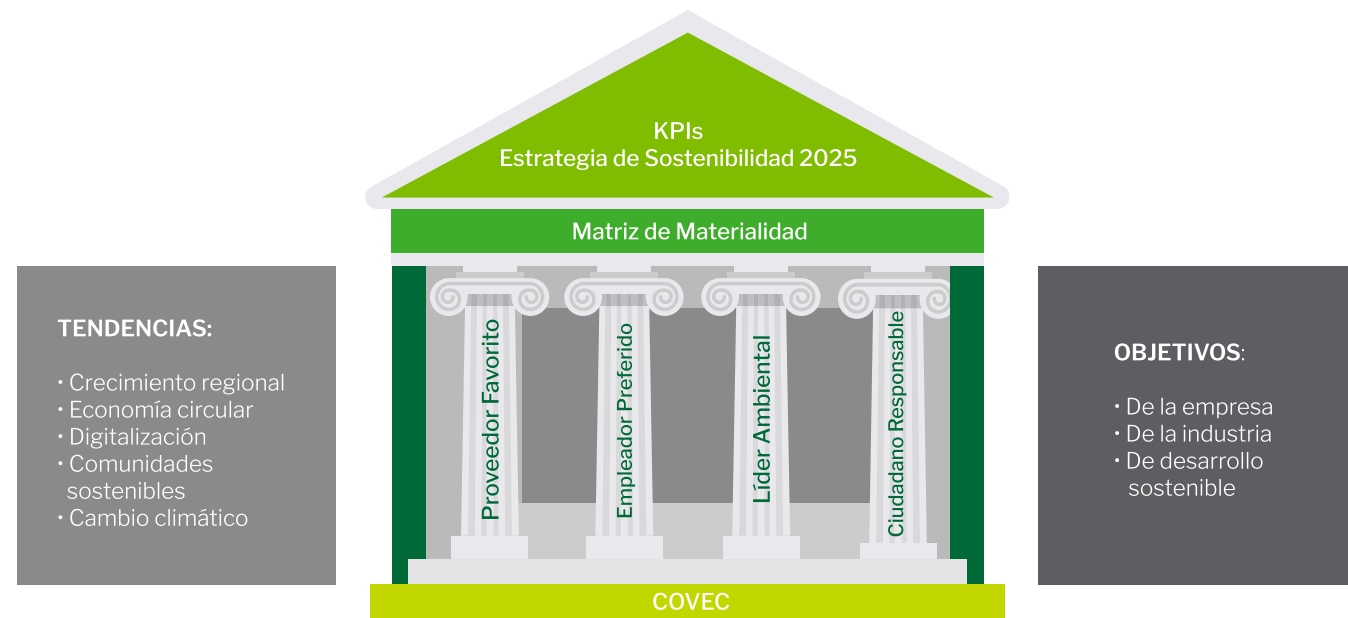 KPIs
Estrategia de Sostenibilidad 2025
Matriz de Materialidad
TENDENCIAS:
• Crecimiento regional
• Economía circular
• Digitalización
• Comunidades
sostenibles
• Cambio climático
Proveedor Favorito
Empleador Preferido
Líder Ambiental
Ciudadano Responsable
OBJETIVOS:
• De la empresa
• De la industria
• De desarrollo
sostenible
COVEC